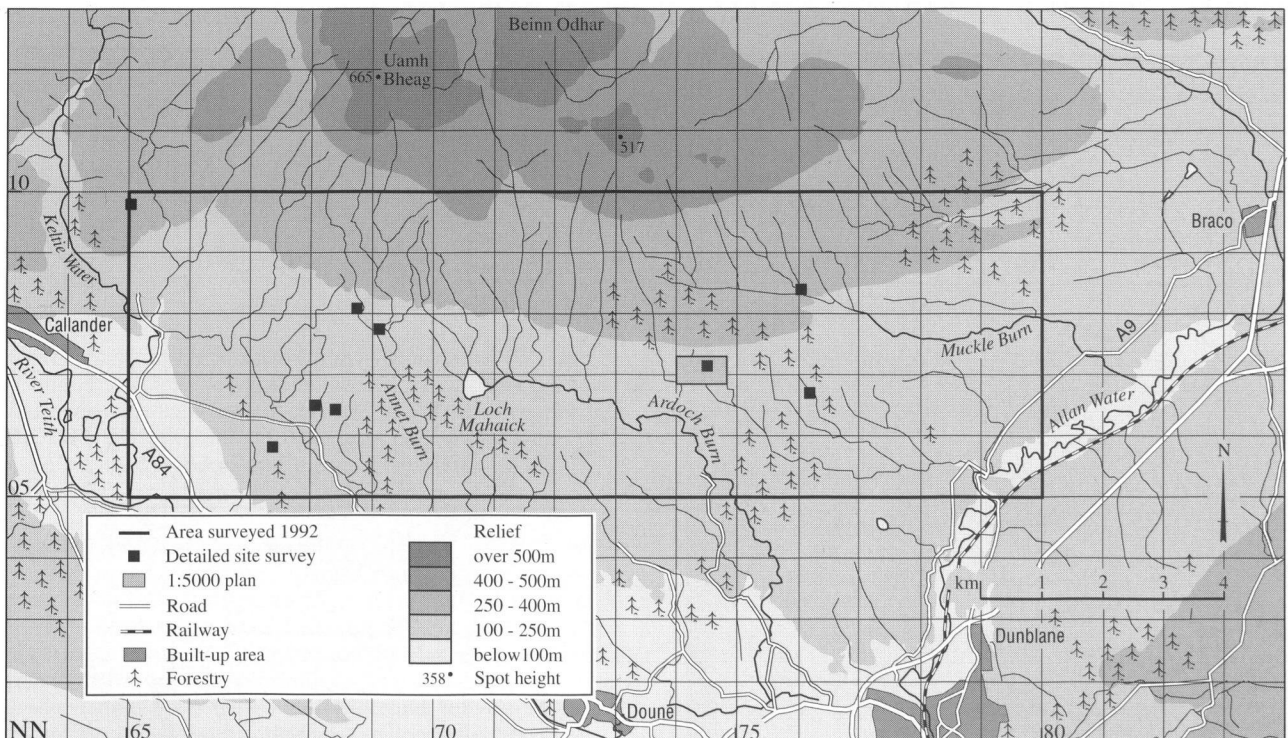 Beinn Odhar
Uamh
Bheag
665
517
10
Keltie Water
Braco
Callander
A9
Muckle Burn
River Teith
Annet Burn
Loch
Mahaick
Ardoch Burn
Allan Water
A84
05
N
Area surveyed 1992
Detailed site survey
1:5000 plan
Road
Railway
Built-up area
Forestry
Relief
over 500m
400 - 500m
250 - 400m
100 - 250m
below100m
358 Spot height
km 1 2 3 4
Dunblane
Doune
NN 65 70 75 80